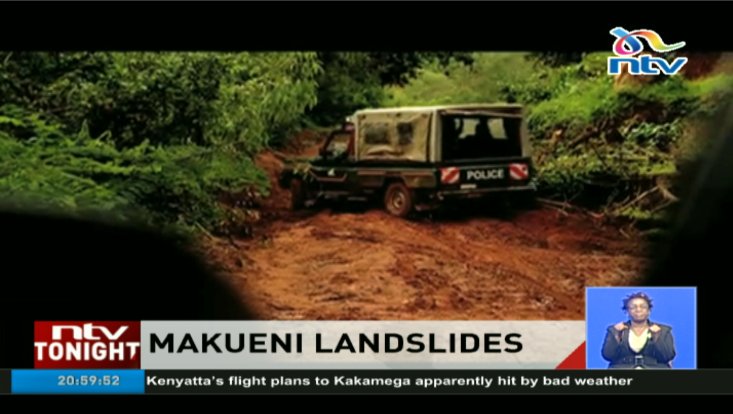 ntv
POLICE
ntv
TONIGHT
MAKUENI LANDSLIDES
20:59:52
Kenyatta's flight plans to Kakamega apparently hit by bad weather